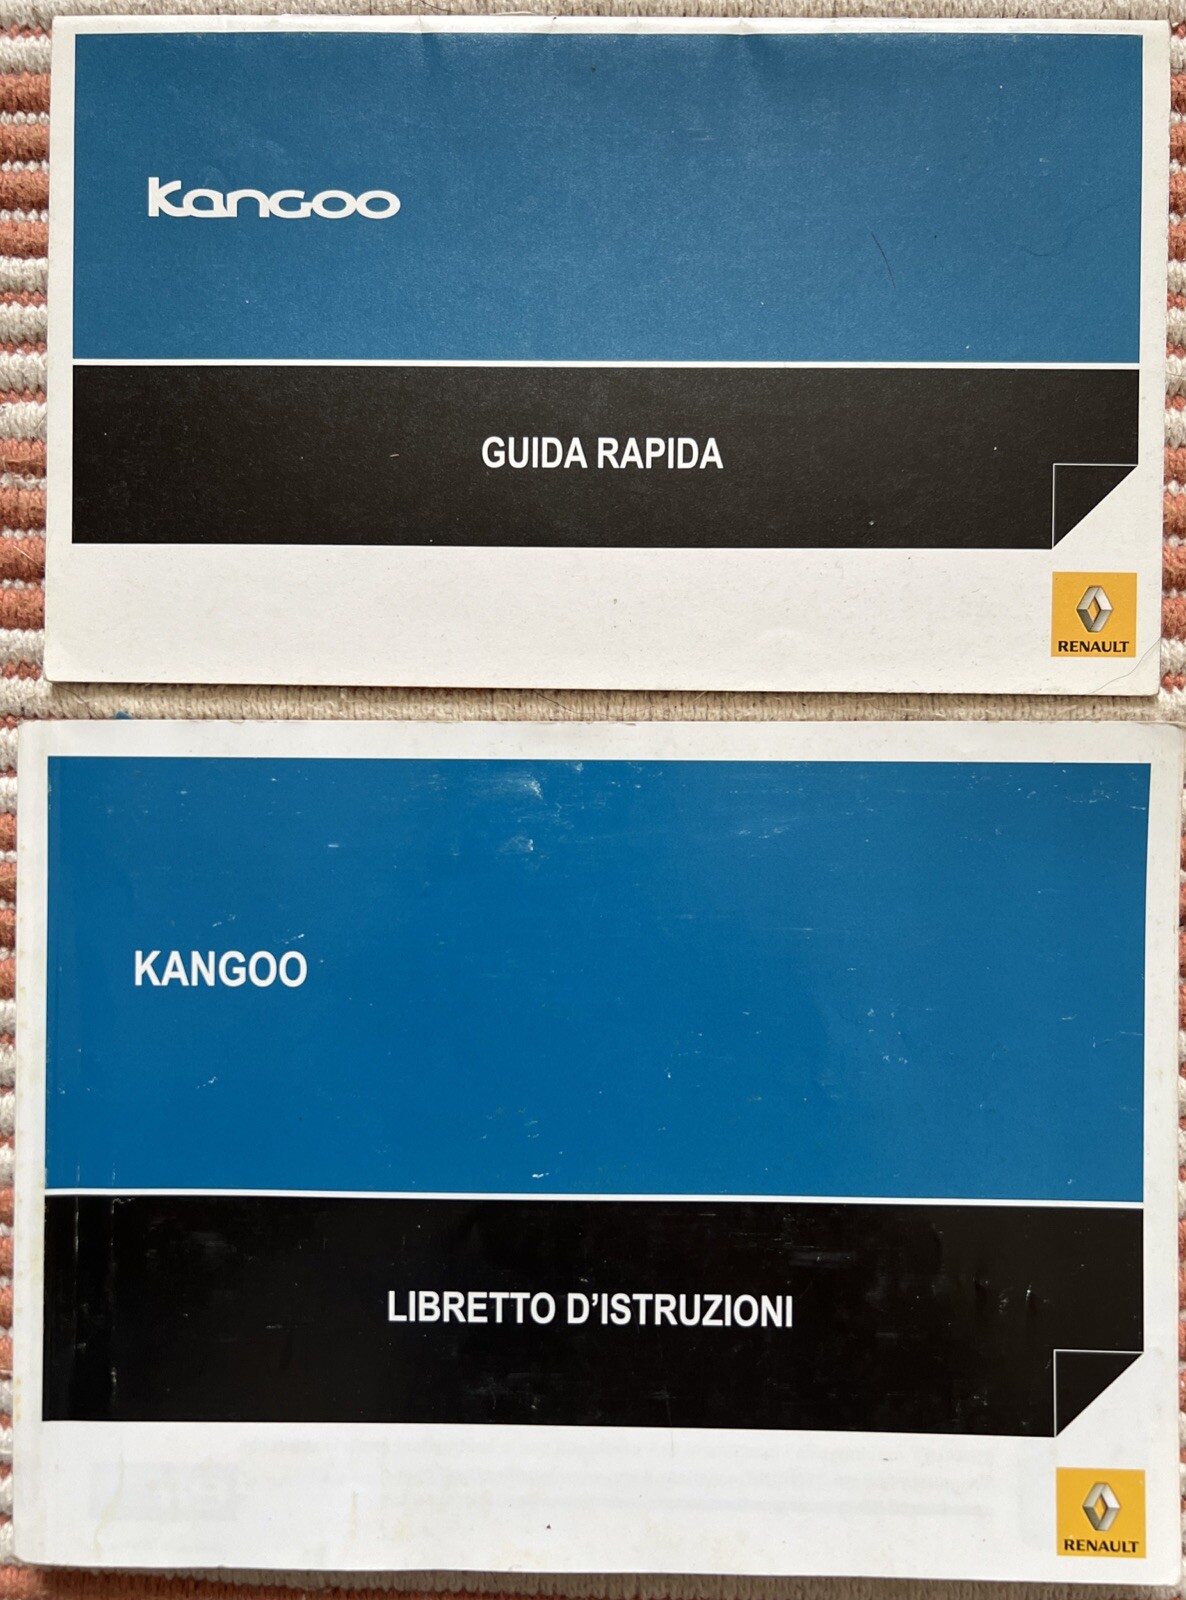 Kangoo
GUIDA RAPIDA
RENAULT
KANGOO
LIBRETTO D'ISTRUZIONI
RENAULT